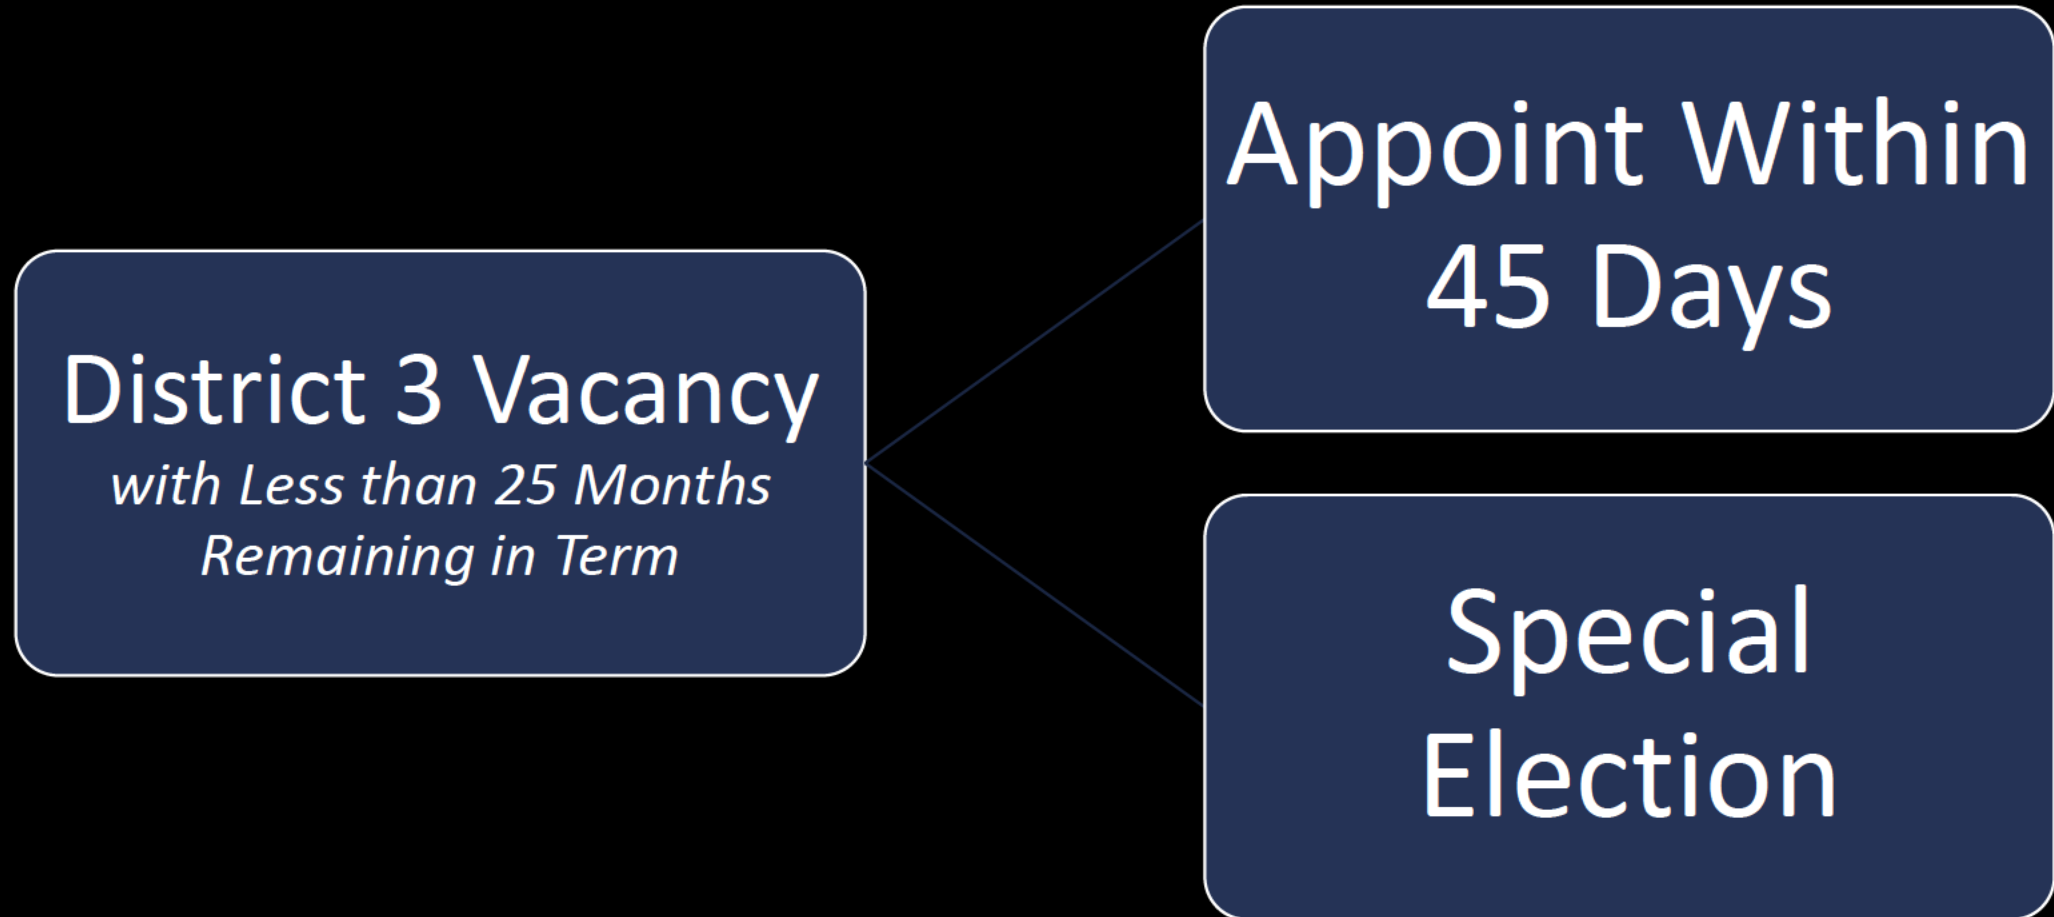 District 3 Vacancy
with Less than 25 Months
Remaining in Term
Appoint Within
45 Days
Special
Election